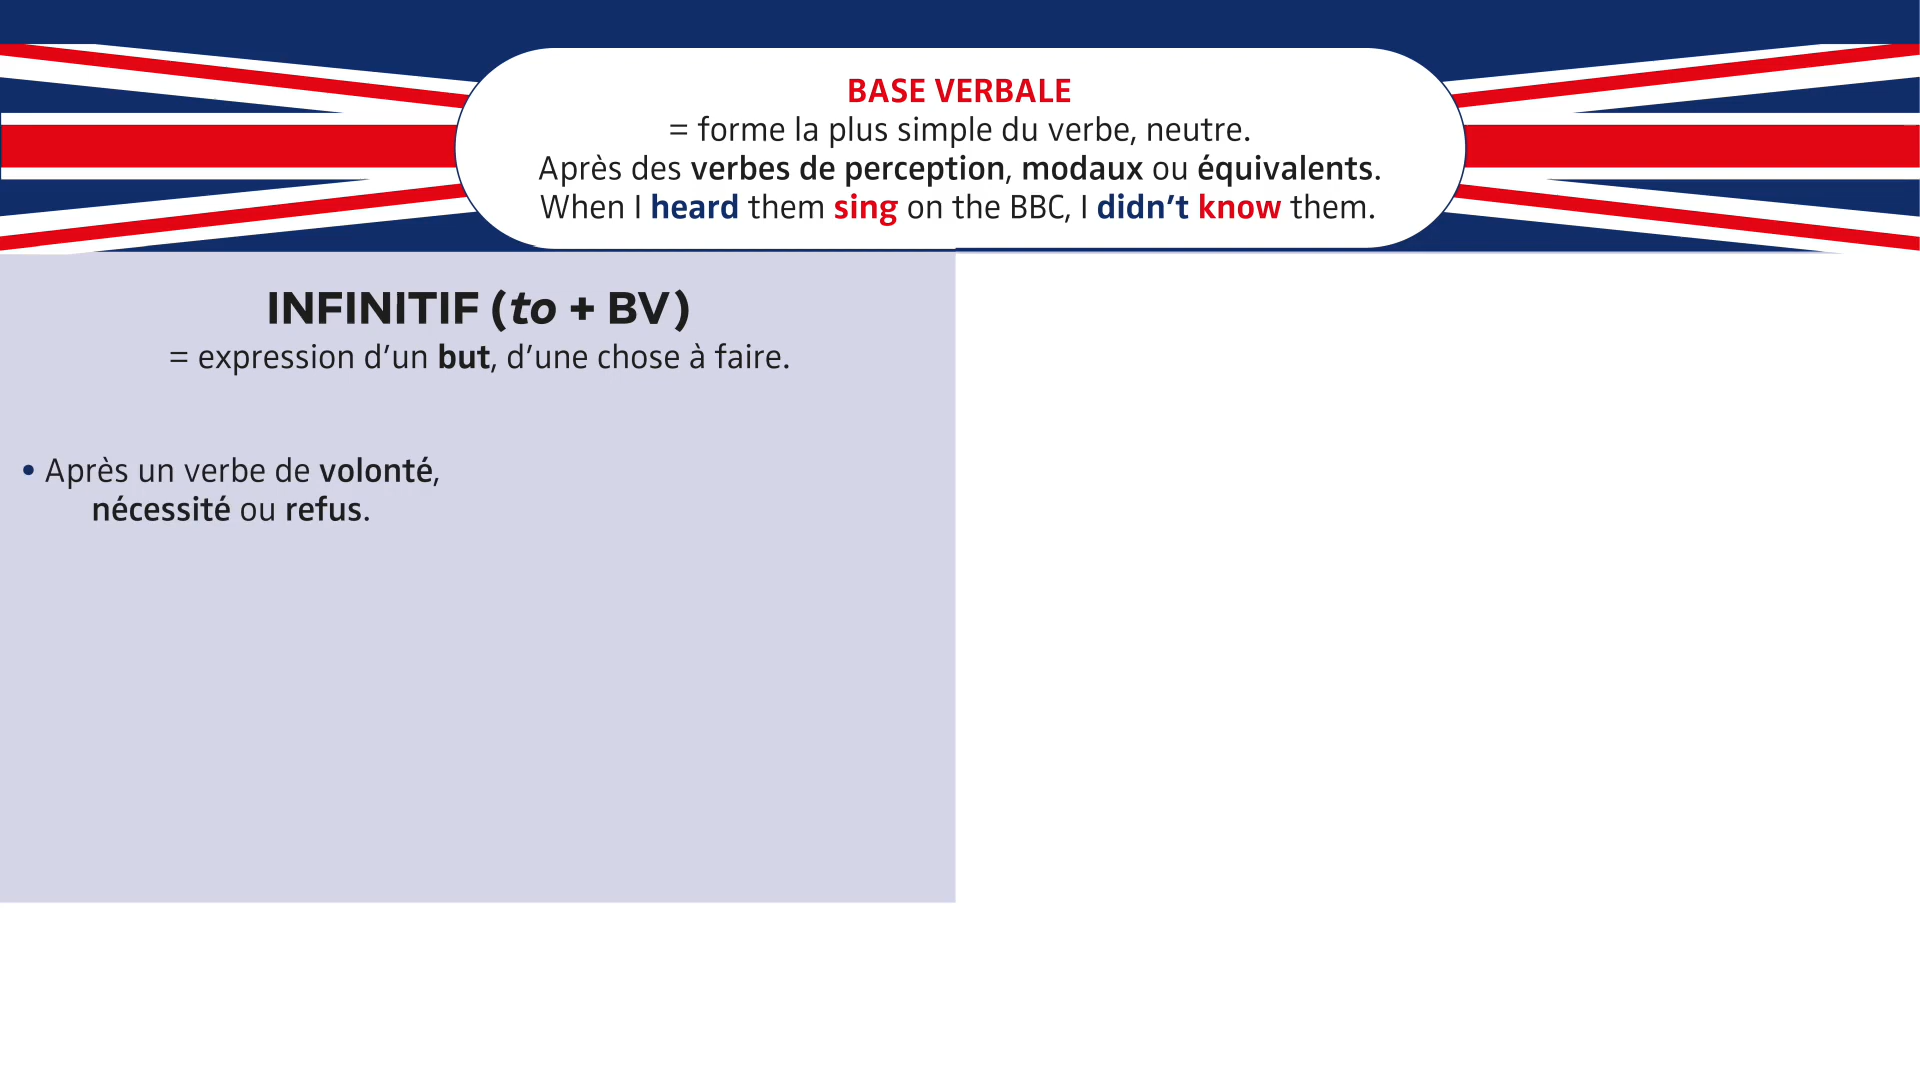 BASE VERBALE
= forme la plus simple du verbe, neutre.
Après des verbes de perception, modaux ou équivalents.
When I heard them sing on the BBC, I didn’t know them.
INFINITIF (to + BV)
= expression d’un but, d’une chose à faire.
• Après un verbe de volonté,
nécessité ou refus.